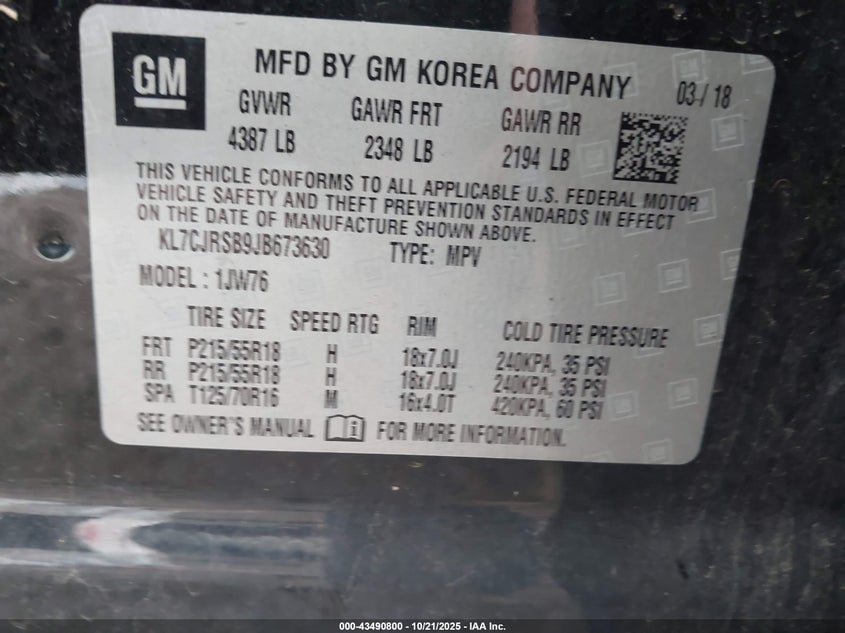 GM
MFD BY GM KOREA COMPANY 03 / 18
GVWR GAWR FRT GAWR RR
4387 LB 2348 LB 2194 LB
THIS VEHICLE CONFORMS TO ALL APPLICABLE U.S. FEDERAL MOTOR
VEHICLE SAFETY AND THEFT PREVENTION STANDARDS IN EFFECT
ON THE DATE OF MANUFACTURE SHOWN ABOVE.
KL7CJRSB9JB673630 TYPE: MPV
MODEL : 1JW76
TIRE SIZE SPEED RTG RIM COLD TIRE PRESSURE
FRT P215/55R18 H 18x7.0J 240KPA, 35 PSI
RR P215/55R18 H 18x7.0J 240KPA, 35 PSI
SPA T125/70R16 M 16x4.0T 420KPA, 60 PSI
SEE OWNER'S MANUAL FOR MORE INFORMATION.
000-43490800 - 10/21/2025 - IAA Inc.